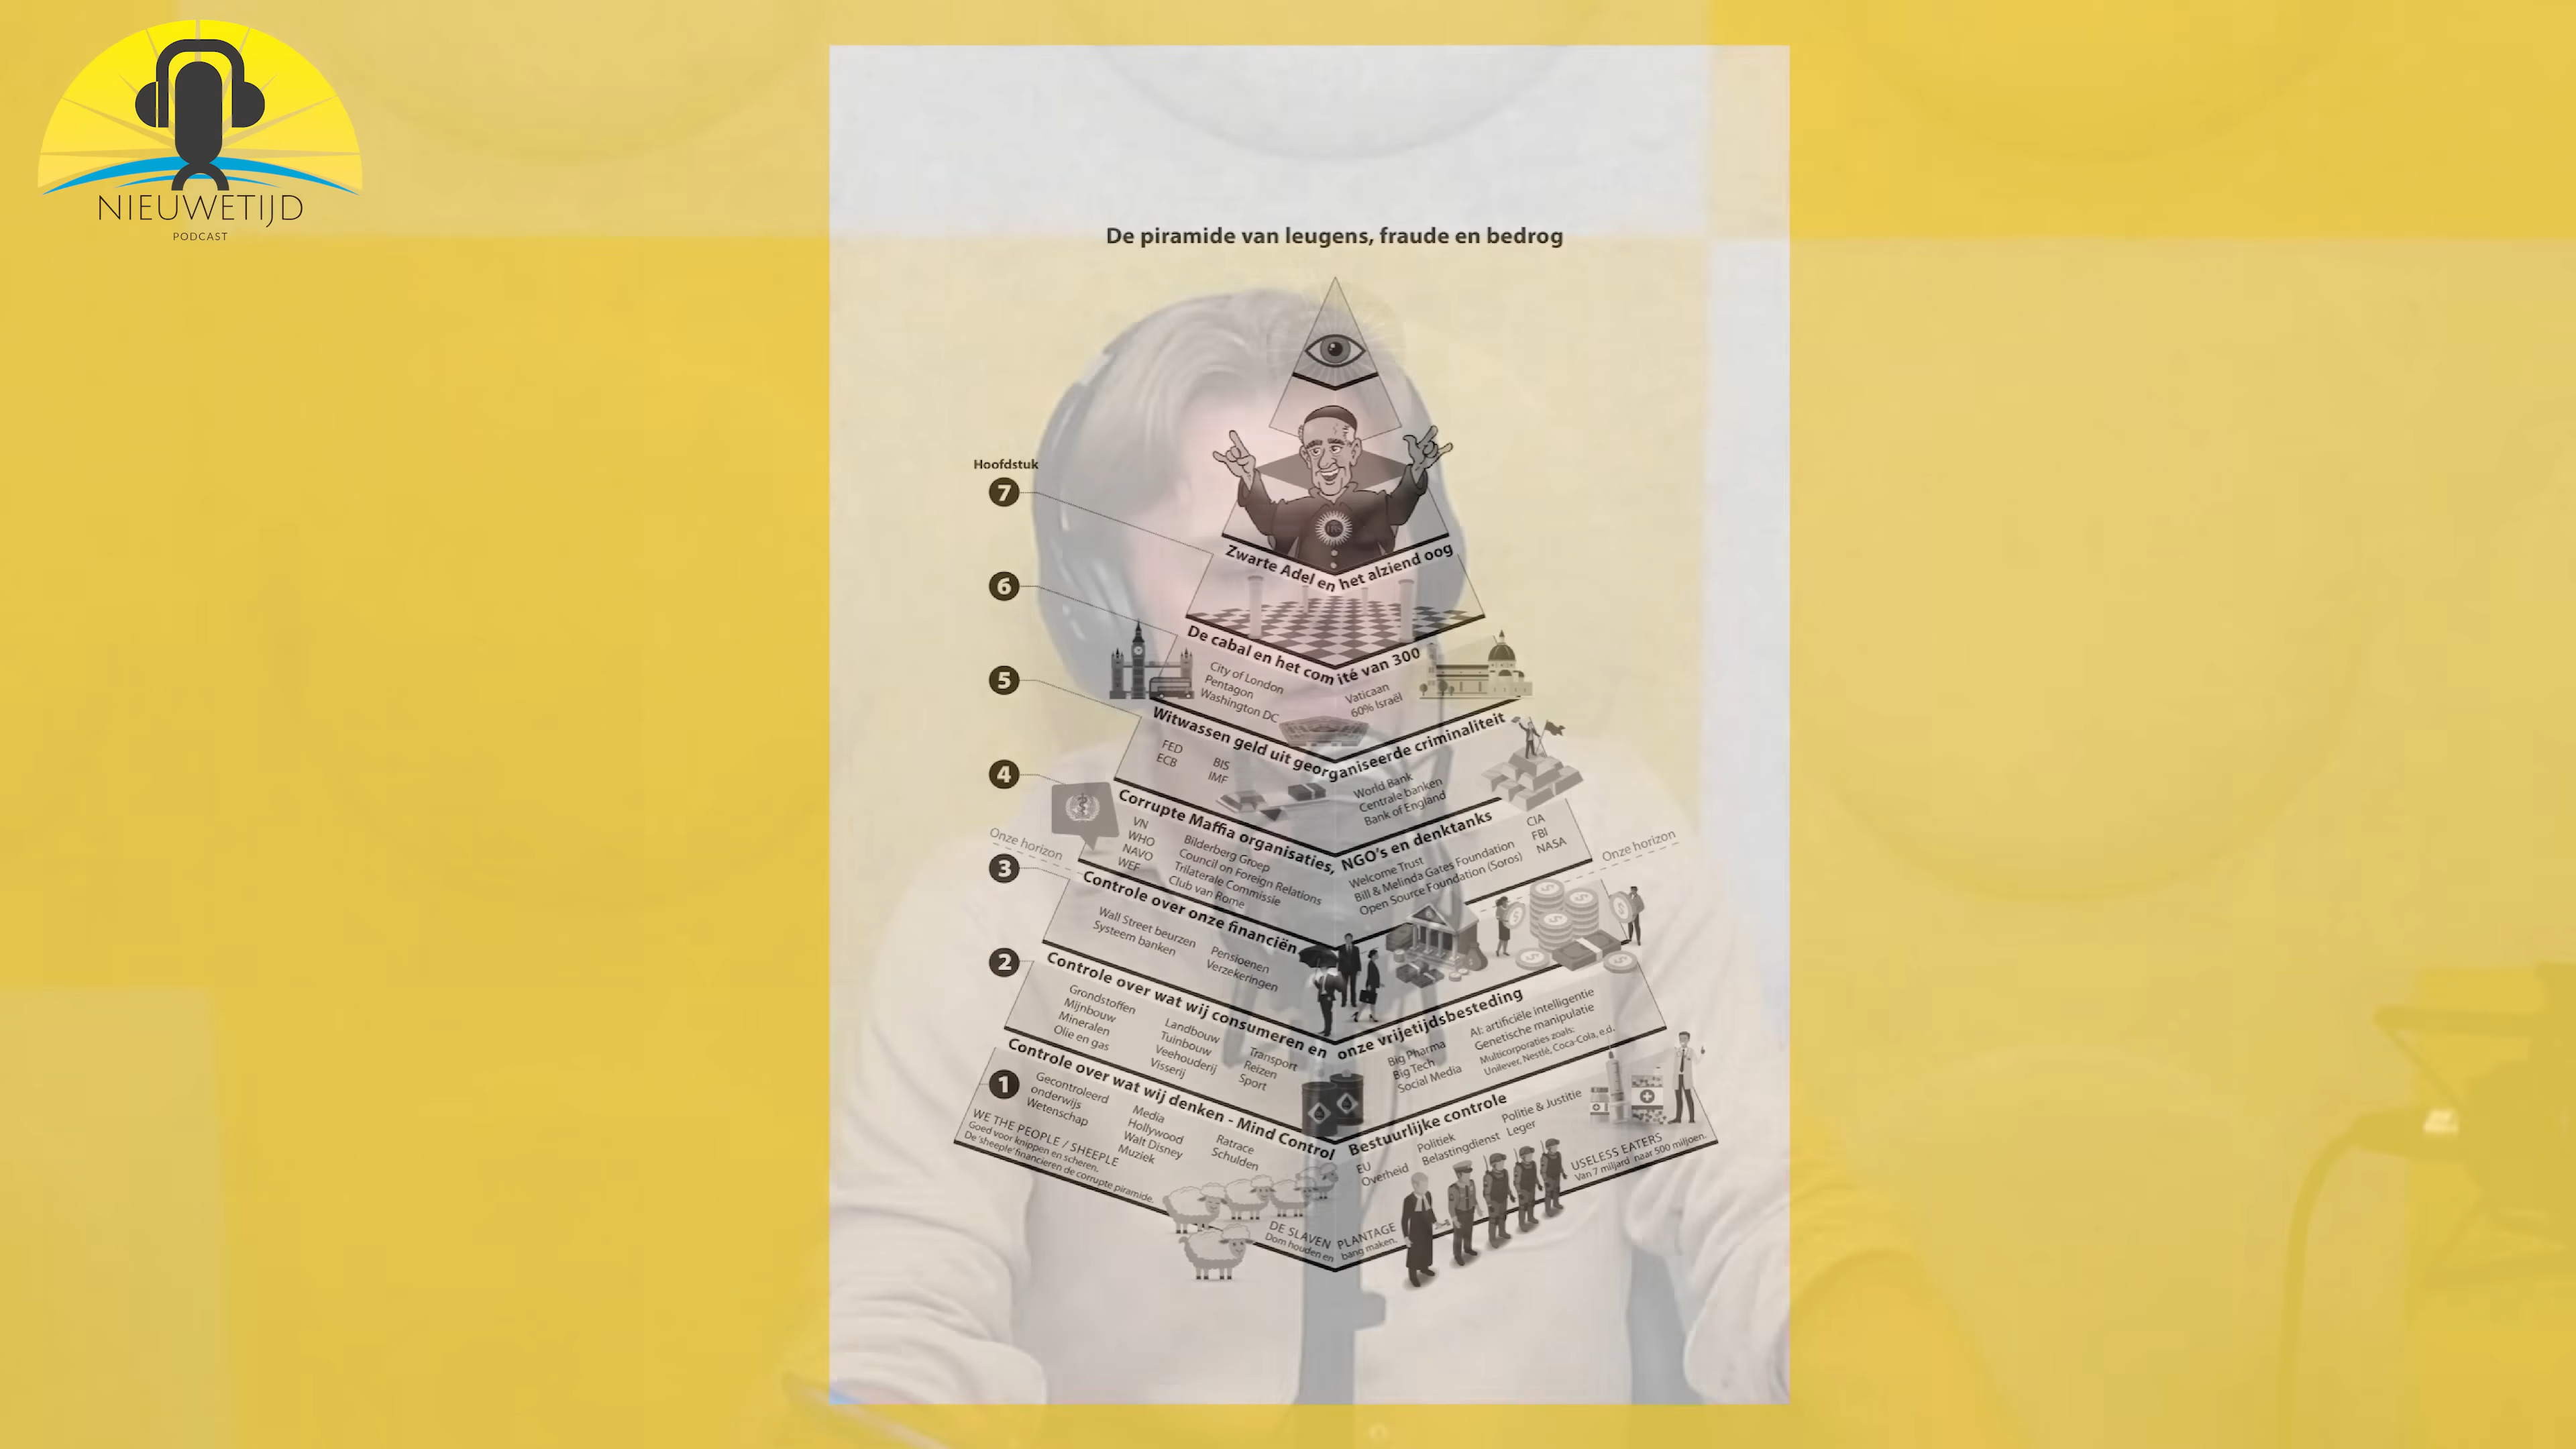 NIEUWETIJD
PODCAST
De piramide van leugens, fraude en bedrog
Hoofdstuk
7
Zwarte Adel en het alziend oog
6
De cabal en het comité van 300
City of London
Pentagon
Washington DC
Vaticaan
60% Israël
5
Witwassen geld uit georganiseerde criminaliteit
FED
ECB
BIS
IMF
World Bank
Centrale banken
Bank of England
4
Corrupte Maffia organisaties, NGO's en denktanks
VN
WHO
NAVO
WEF
Bilderberg Groep
Council on Foreign Relations
Trilaterale Commissie
Club van Rome
Welcome Trust
Bill & Melinda Gates Foundation
Open Source Foundation (Soros)
CIA
FBI
NASA
Onze horizon
Onze horizon
3
Controle over onze financiën
Wall Street beurzen
Systeem banken
Pensioenen
Verzekeringen
2
Controle over wat wij consumeren en onze vrijetijdsbesteding
Grondstoffen
Mijnbouw
Mineralen
Olie en gas
Landbouw
Tuinbouw
Veehouderij
Visserij
Transport
Reizen
Sport
Big Pharma
Big Tech
Social Media
AI: artificiële intelligentie
Genetische manipulatie
Multicorporaties zoals:
Unilever, Nestlé, Coca-Cola, e.d.
1
Controle over wat wij denken - Mind Control
Bestuurlijke controle
Gecontroleerd
onderwijs
Wetenschap
Media
Hollywood
Walt Disney
Muziek
Ratrace
Schulden
EU
Overheid
Politiek
Belastingdienst
Politie & Justitie
Leger
WE THE PEOPLE / SHEEPLE
Goed voor knippen en scheren.
De 'sheeple' financieren de corrupte piramide.
USELESS EATERS
Van 7 miljard naar 500 miljoen.
DE SLAVEN PLANTAGE
Dom houden en bang maken.